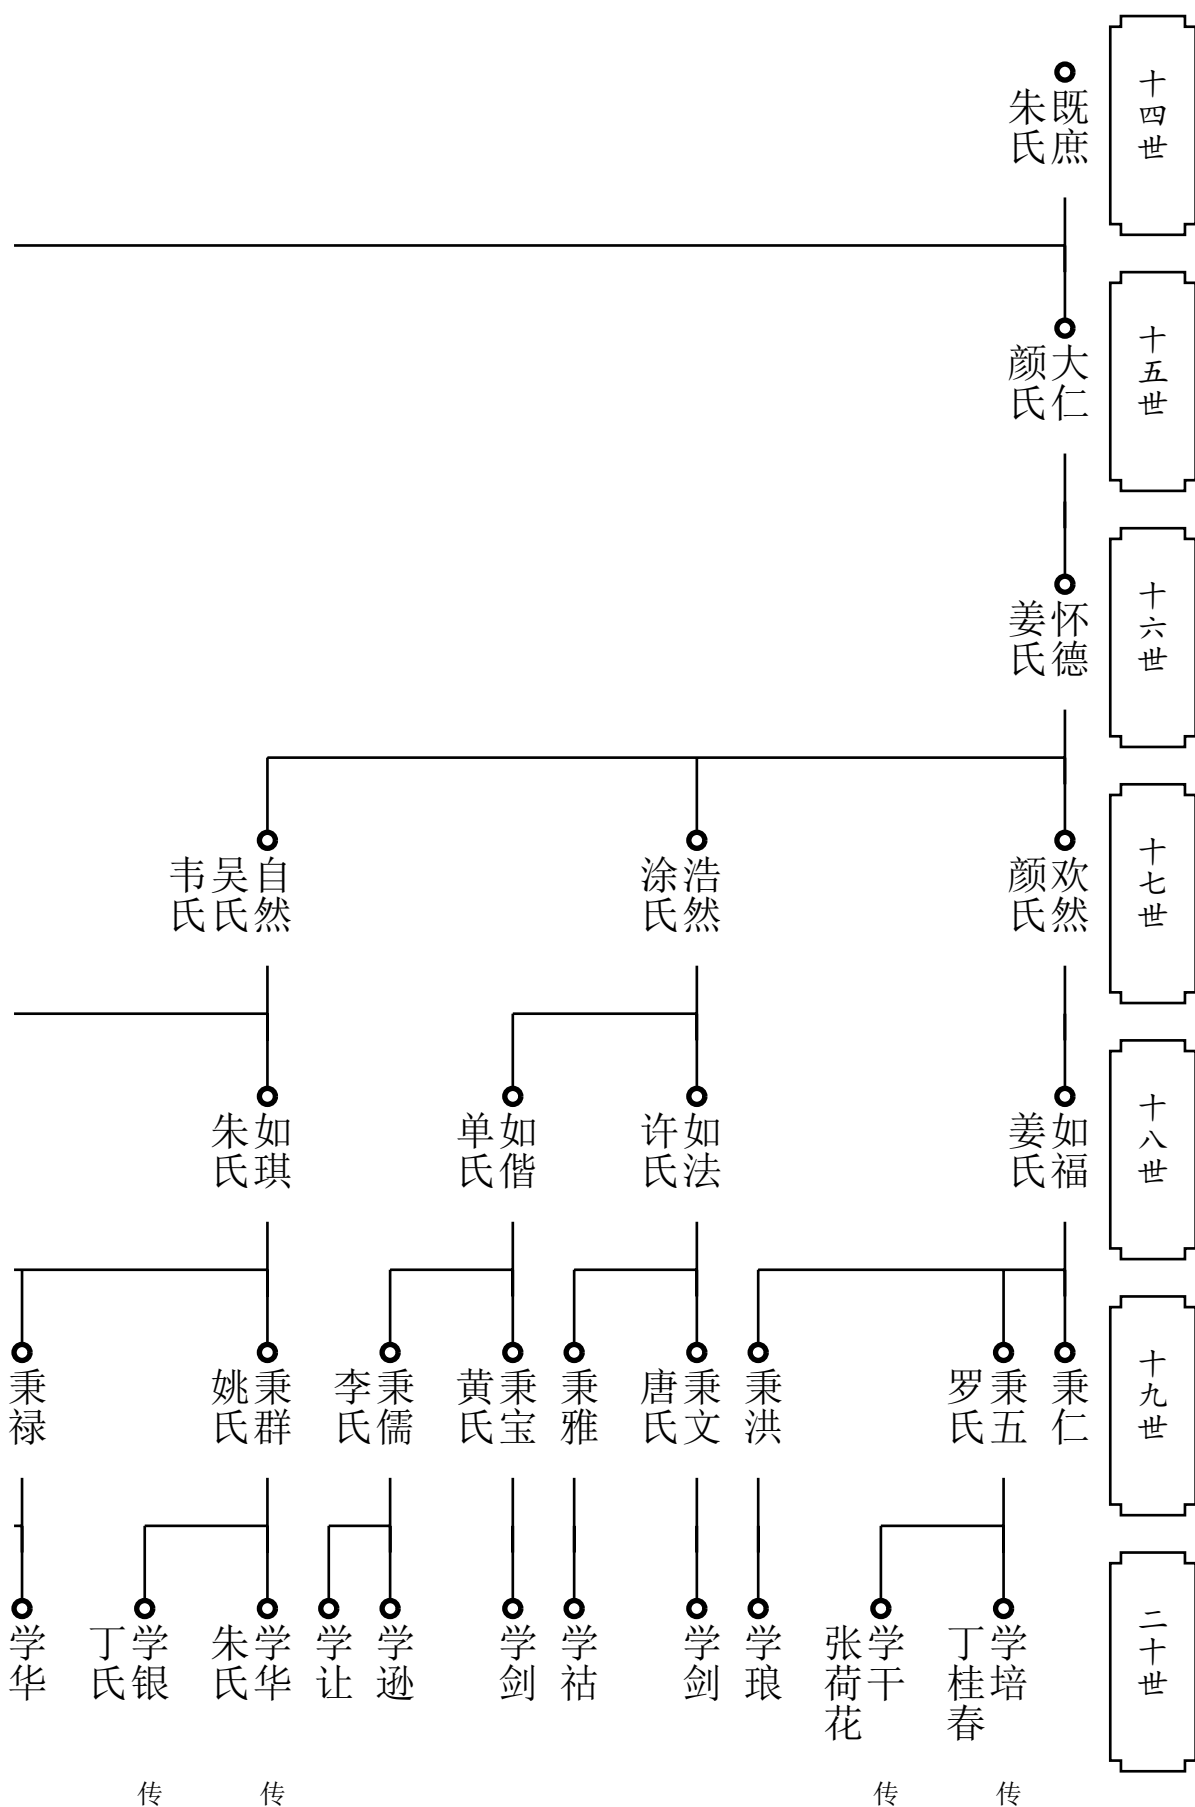 十四世
既庶
朱氏
十五世
大仁
颜氏
十六世
怀德
姜氏
十七世
欢然
颜氏
浩然
涂氏
自然
吴氏
韦氏
十八世
如福
姜氏
如法
许氏
如偕
单氏
如琪
朱氏
十九世
秉仁
秉五
罗氏
秉洪
秉文
唐氏
秉雅
秉宝
黄氏
秉儒
李氏
秉群
姚氏
秉禄
二十世
学培
丁桂春
学干
张荷花
学琅
学剑
学祜
学剑
学逊
学让
学华
朱氏
学银
丁氏
学华
传
传
传
传